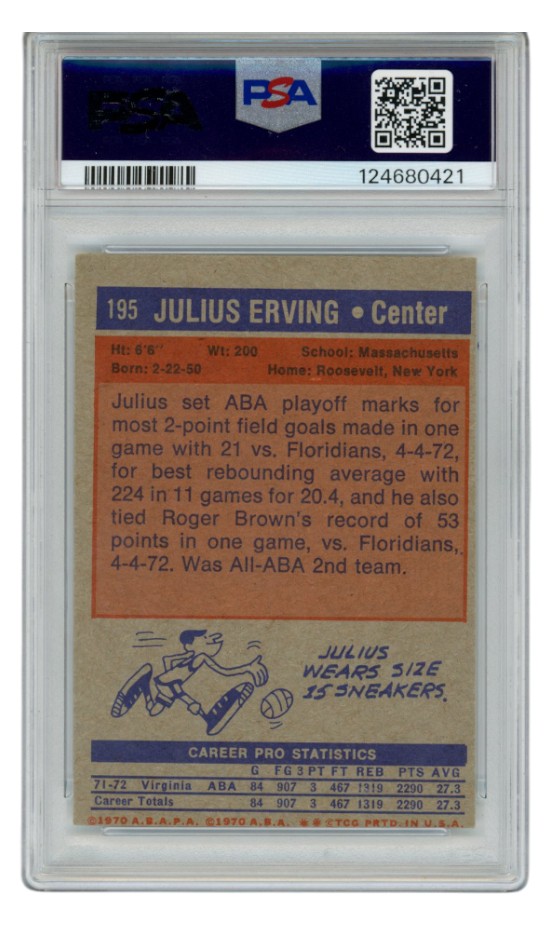 PSA
PSA
124680421
195 JULIUS ERVING • Center
Ht: 6'6" Wt: 200 School: Massachusetts
Born: 2-22-50 Home: Roosevelt, New York
Julius set ABA playoff marks for
most 2-point field goals made in one
game with 21 vs. Floridians, 4-4-72,
for best rebounding average with
224 in 11 games for 20.4, and he also
tied Roger Brown's record of 53
points in one game, vs. Floridians,
4-4-72. Was All-ABA 2nd team.
JULIUS
WEARS SIZE
15 SNEAKERS.
CAREER PRO STATISTICS
G FG 3 PT FT REB PTS AVG
71-72 Virginia ABA 84 907 3 467 1319 2290 27.3
Career Totals 84 907 3 467 1319 2290 27.3
©1970 A.B.A.P.A. ©1970 A.B.A. ✱ ✱ ©TCG PRTD. IN U.S.A.